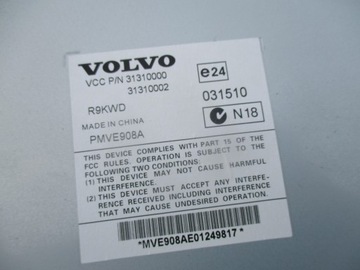 VOLVO
VCC P/N 31310000
31310002
e24
R9KWD
031510
MADE IN CHINA
N18
PMVE908A
THIS DEVICE COMPLIES WITH PART 15 OF THE
FCC RULES. OPERATION IS SUBJECT TO THE
FOLLOWING TWO CONDITIONS:
(1) THIS DEVICE MAY NOT CAUSE HARMFUL
INTERFERENCE.
(2) THIS DEVICE MUST ACCEPT ANY INTERFE-
RENCE RECEIVED INCLUDING INTERFERENCE
THAT MAY CAUSE UNDESIRED OPERATION.
*MVE908AE01249817*